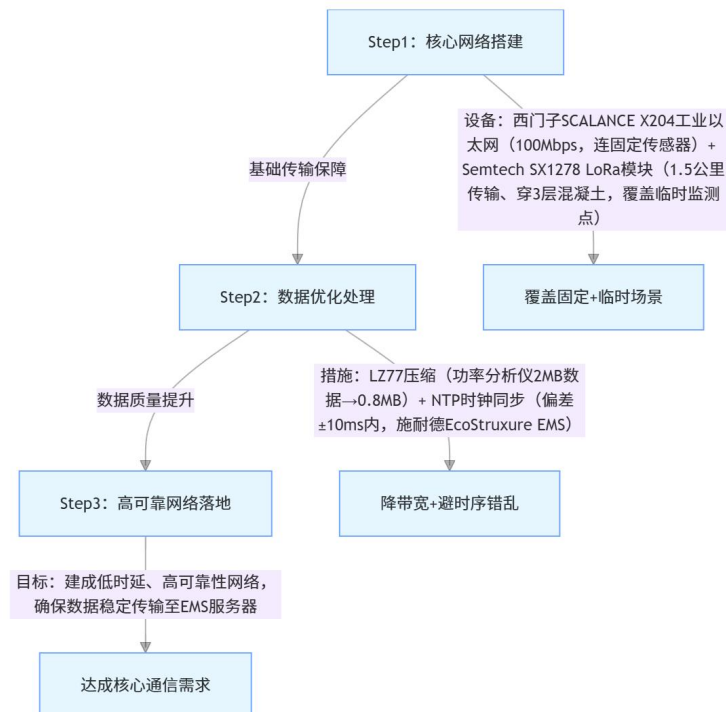 Step1：核心网络搭建
设备：西门子SCALANCE X204工业以
太网（100Mbps，连固定传感器）+
Semtech SX1278 LoRa模块（1.5公里
传输、穿3层混凝土，覆盖临时监测
点）
基础传输保障
Step2：数据优化处理
覆盖固定+临时场景
措施：LZ77压缩（功率分析仪2MB数
据→0.8MB）+ NTP时钟同步（偏差
±10ms内，施耐德EcoStruxure EMS）
数据质量提升
Step3：高可靠网络落地
降带宽+避时序错乱
目标：建成低时延、高可靠性网络，
确保数据稳定传输至EMS服务器
达成核心通信需求